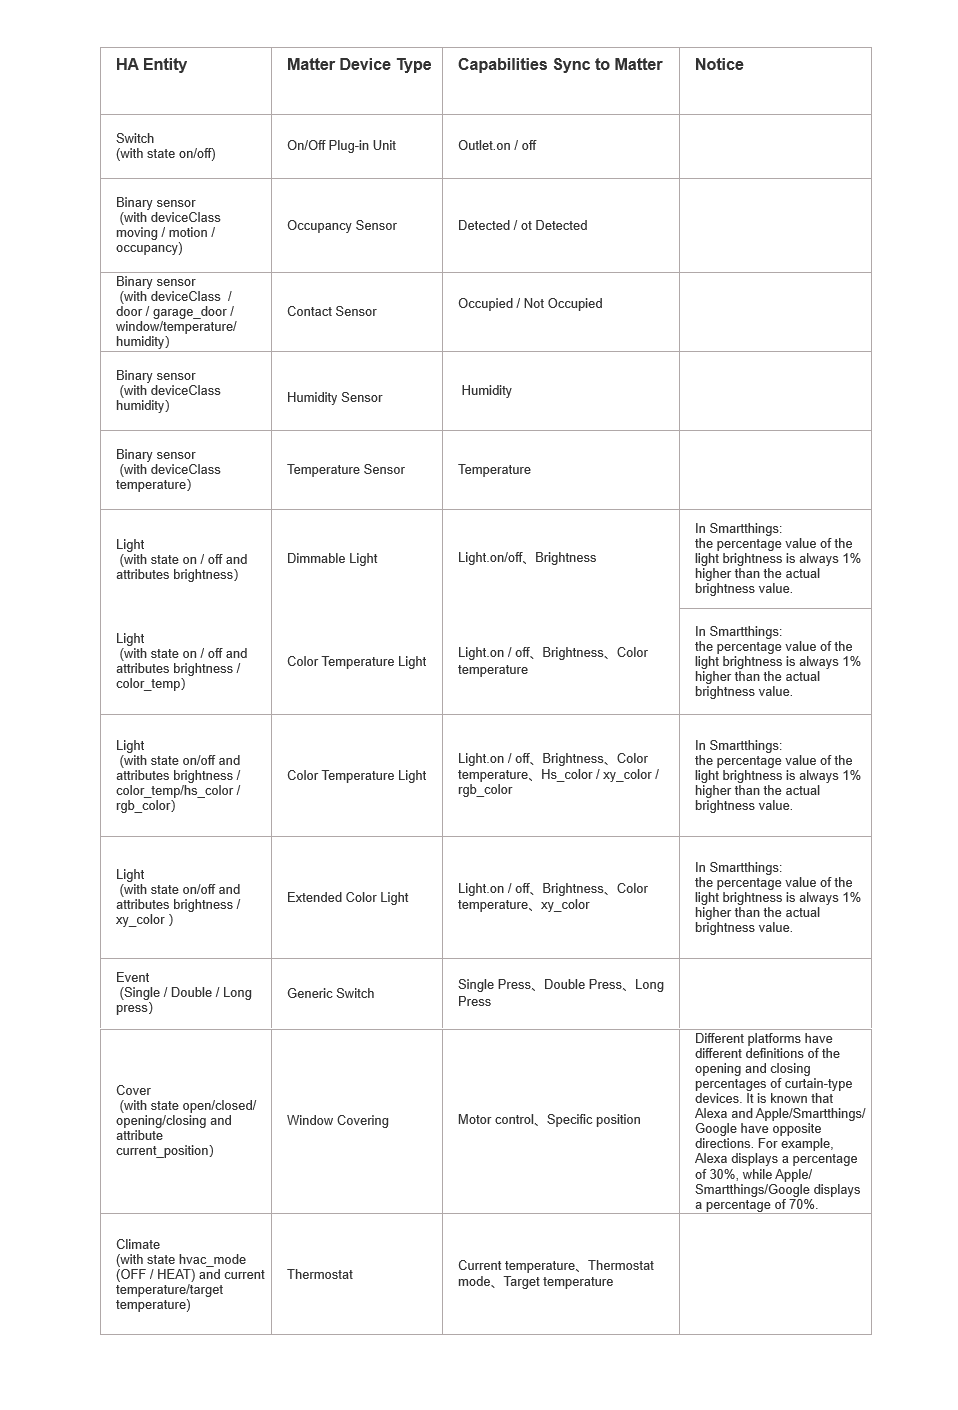 HA Entity
Matter Device Type
Capabilities Sync to Matter
Notice
Switch
(with state on/off)
On/Off Plug-in Unit
Outlet.on / off
Binary sensor
(with deviceClass
moving / motion /
occupancy)
Occupancy Sensor
Detected / ot Detected
Binary sensor
(with deviceClass  /
door / garage_door /
window/temperature/
humidity)
Contact Sensor
Occupied / Not Occupied
Binary sensor
(with deviceClass
humidity)
Humidity Sensor
Humidity
Binary sensor
(with deviceClass
temperature)
Temperature Sensor
Temperature
Light
(with state on / off and
attributes brightness)
Dimmable Light
Light.on/off、Brightness
In Smartthings:
the percentage value of the
light brightness is always 1%
higher than the actual
brightness value.
Light
(with state on / off and
attributes brightness /
color_temp)
Color Temperature Light
Light.on / off、Brightness、Color
temperature
In Smartthings:
the percentage value of the
light brightness is always 1%
higher than the actual
brightness value.
Light
(with state on/off and
attributes brightness /
color_temp/hs_color /
rgb_color)
Color Temperature Light
Light.on / off、Brightness、Color
temperature、Hs_color / xy_color /
rgb_color
In Smartthings:
the percentage value of the
light brightness is always 1%
higher than the actual
brightness value.
Light
(with state on/off and
attributes brightness /
xy_color )
Extended Color Light
Light.on / off、Brightness、Color
temperature、xy_color
In Smartthings:
the percentage value of the
light brightness is always 1%
higher than the actual
brightness value.
Event
(Single / Double / Long
press)
Generic Switch
Single Press、Double Press、Long
Press
Cover
(with state open/closed/
opening/closing and
attribute
current_position)
Window Covering
Motor control、Specific position
Different platforms have
different definitions of the
opening and closing
percentages of curtain-type
devices. It is known that
Alexa and Apple/Smartthings/
Google have opposite
directions. For example,
Alexa displays a percentage
of 30%, while Apple/
Smartthings/Google displays
a percentage of 70%.
Climate
(with state hvac_mode
(OFF / HEAT) and current
temperature/target
temperature)
Thermostat
Current temperature、Thermostat
mode、Target temperature